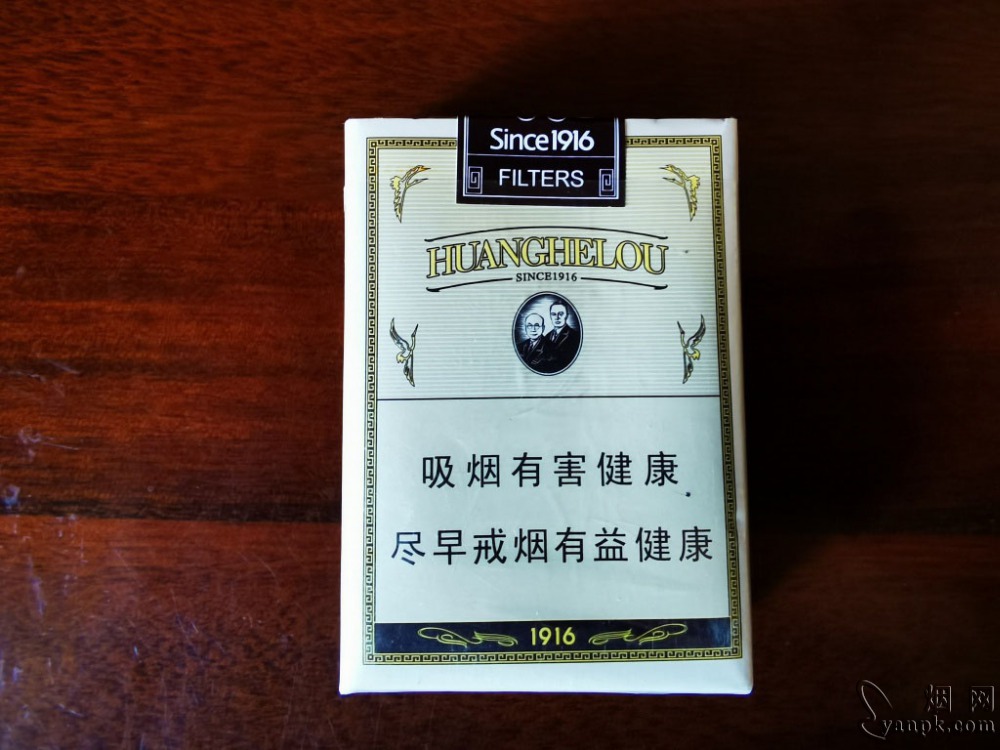 Since1916
FILTERS
HUANGHELOU
SINCE1916
吸烟有害健康
尽早戒烟有益健康
1916
烟网
yanpk.com